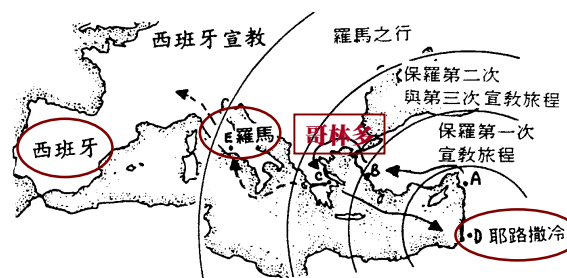 西班牙宣教
羅馬之行
保羅第二次
與第三次宣教旅程
保羅第一次
宣教旅程
西班牙
E羅馬
哥林多
C
B
A
D 耶路撒冷